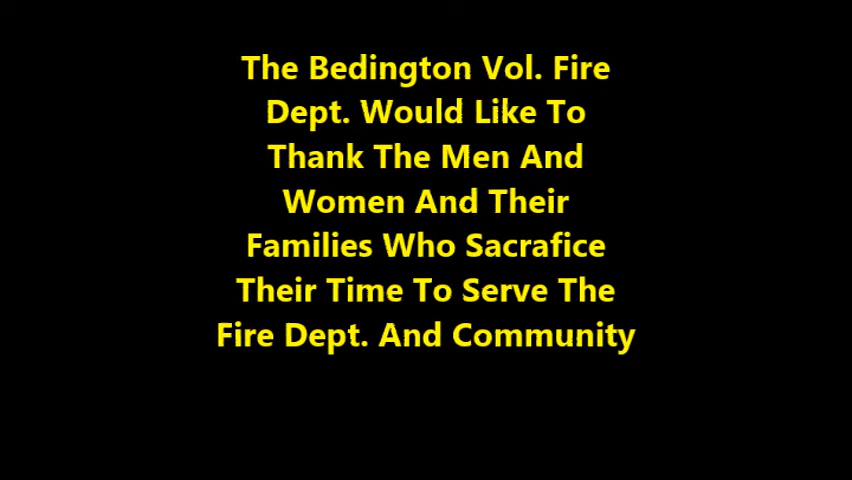 The Bedington Vol. Fire
Dept. Would Like To
Thank The Men And
Women And Their
Families Who Sacrafice
Their Time To Serve The
Fire Dept. And Community